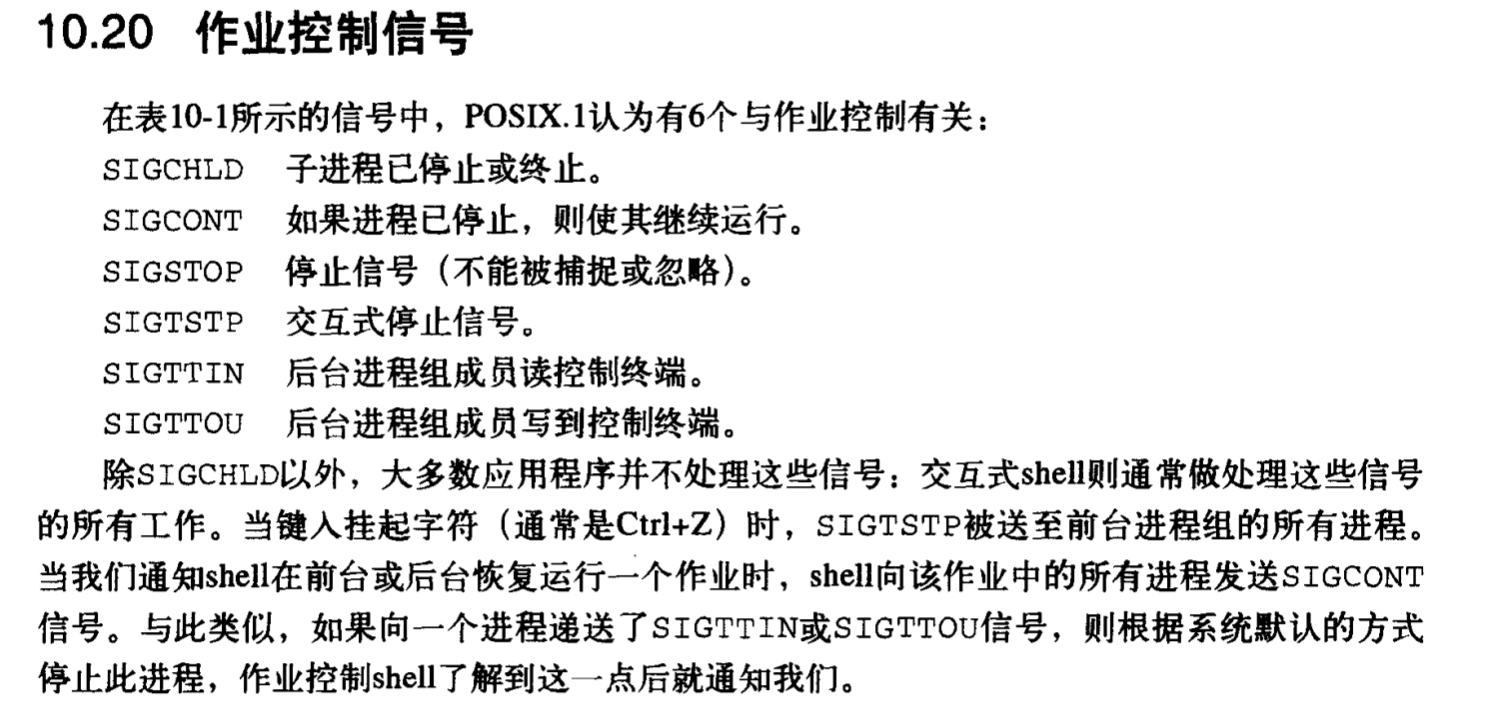 10.20 作业控制信号
在表10-1所示的信号中，POSIX.1认为有6个与作业控制有关：
SIGCHLD 子进程已停止或终止。
SIGCONT 如果进程已停止，则使其继续运行。
SIGSTOP 停止信号（不能被捕捉或忽略）。
SIGTSTP 交互式停止信号。
SIGTTIN 后台进程组成员读控制终端。
SIGTTOU 后台进程组成员写到控制终端。
除SIGCHLD以外，大多数应用程序并不处理这些信号：交互式shell则通常做处理这些信号
的所有工作。当键入挂起字符（通常是Ctrl+Z）时，SIGTSTP被送至前台进程组的所有进程。
当我们通知shell在前台或后台恢复运行一个作业时，shell向该作业中的所有进程发送SIGCONT
信号。与此类似，如果向一个进程递送了SIGTTIN或SIGTTOU信号，则根据系统默认的方式
停止此进程，作业控制shell了解到这一点后就通知我们。